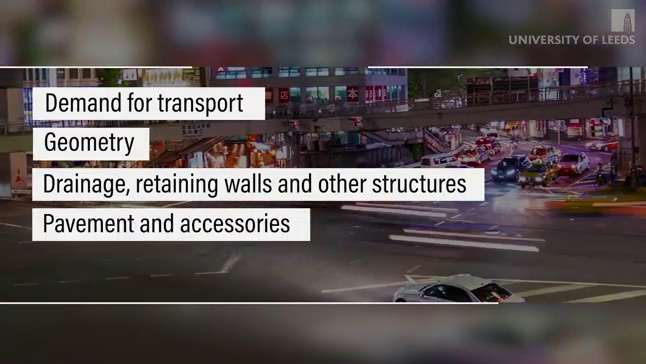 UNIVERSITY OF LEEDS
Demand for transport
Geometry
Drainage, retaining walls and other structures
Pavement and accessories